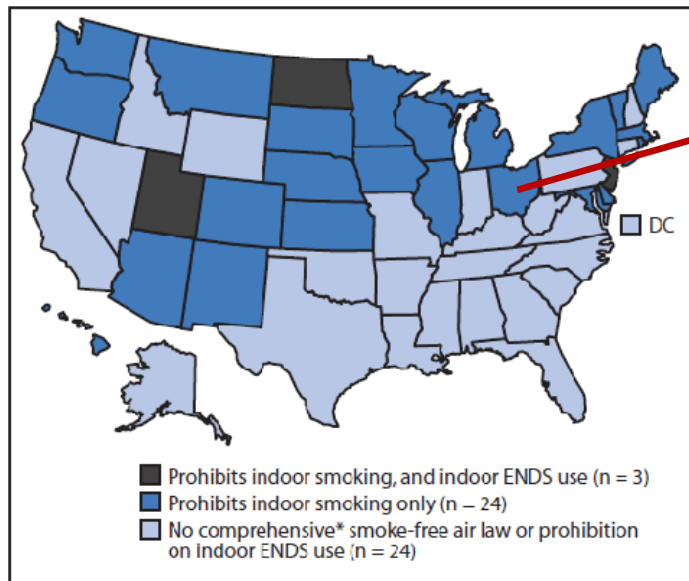 DC
Prohibits indoor smoking, and indoor ENDS use (n = 3)
Prohibits indoor smoking only (n – 24)
No comprehensive* smoke-free air law or prohibition
on indoor ENDS use (n = 24)